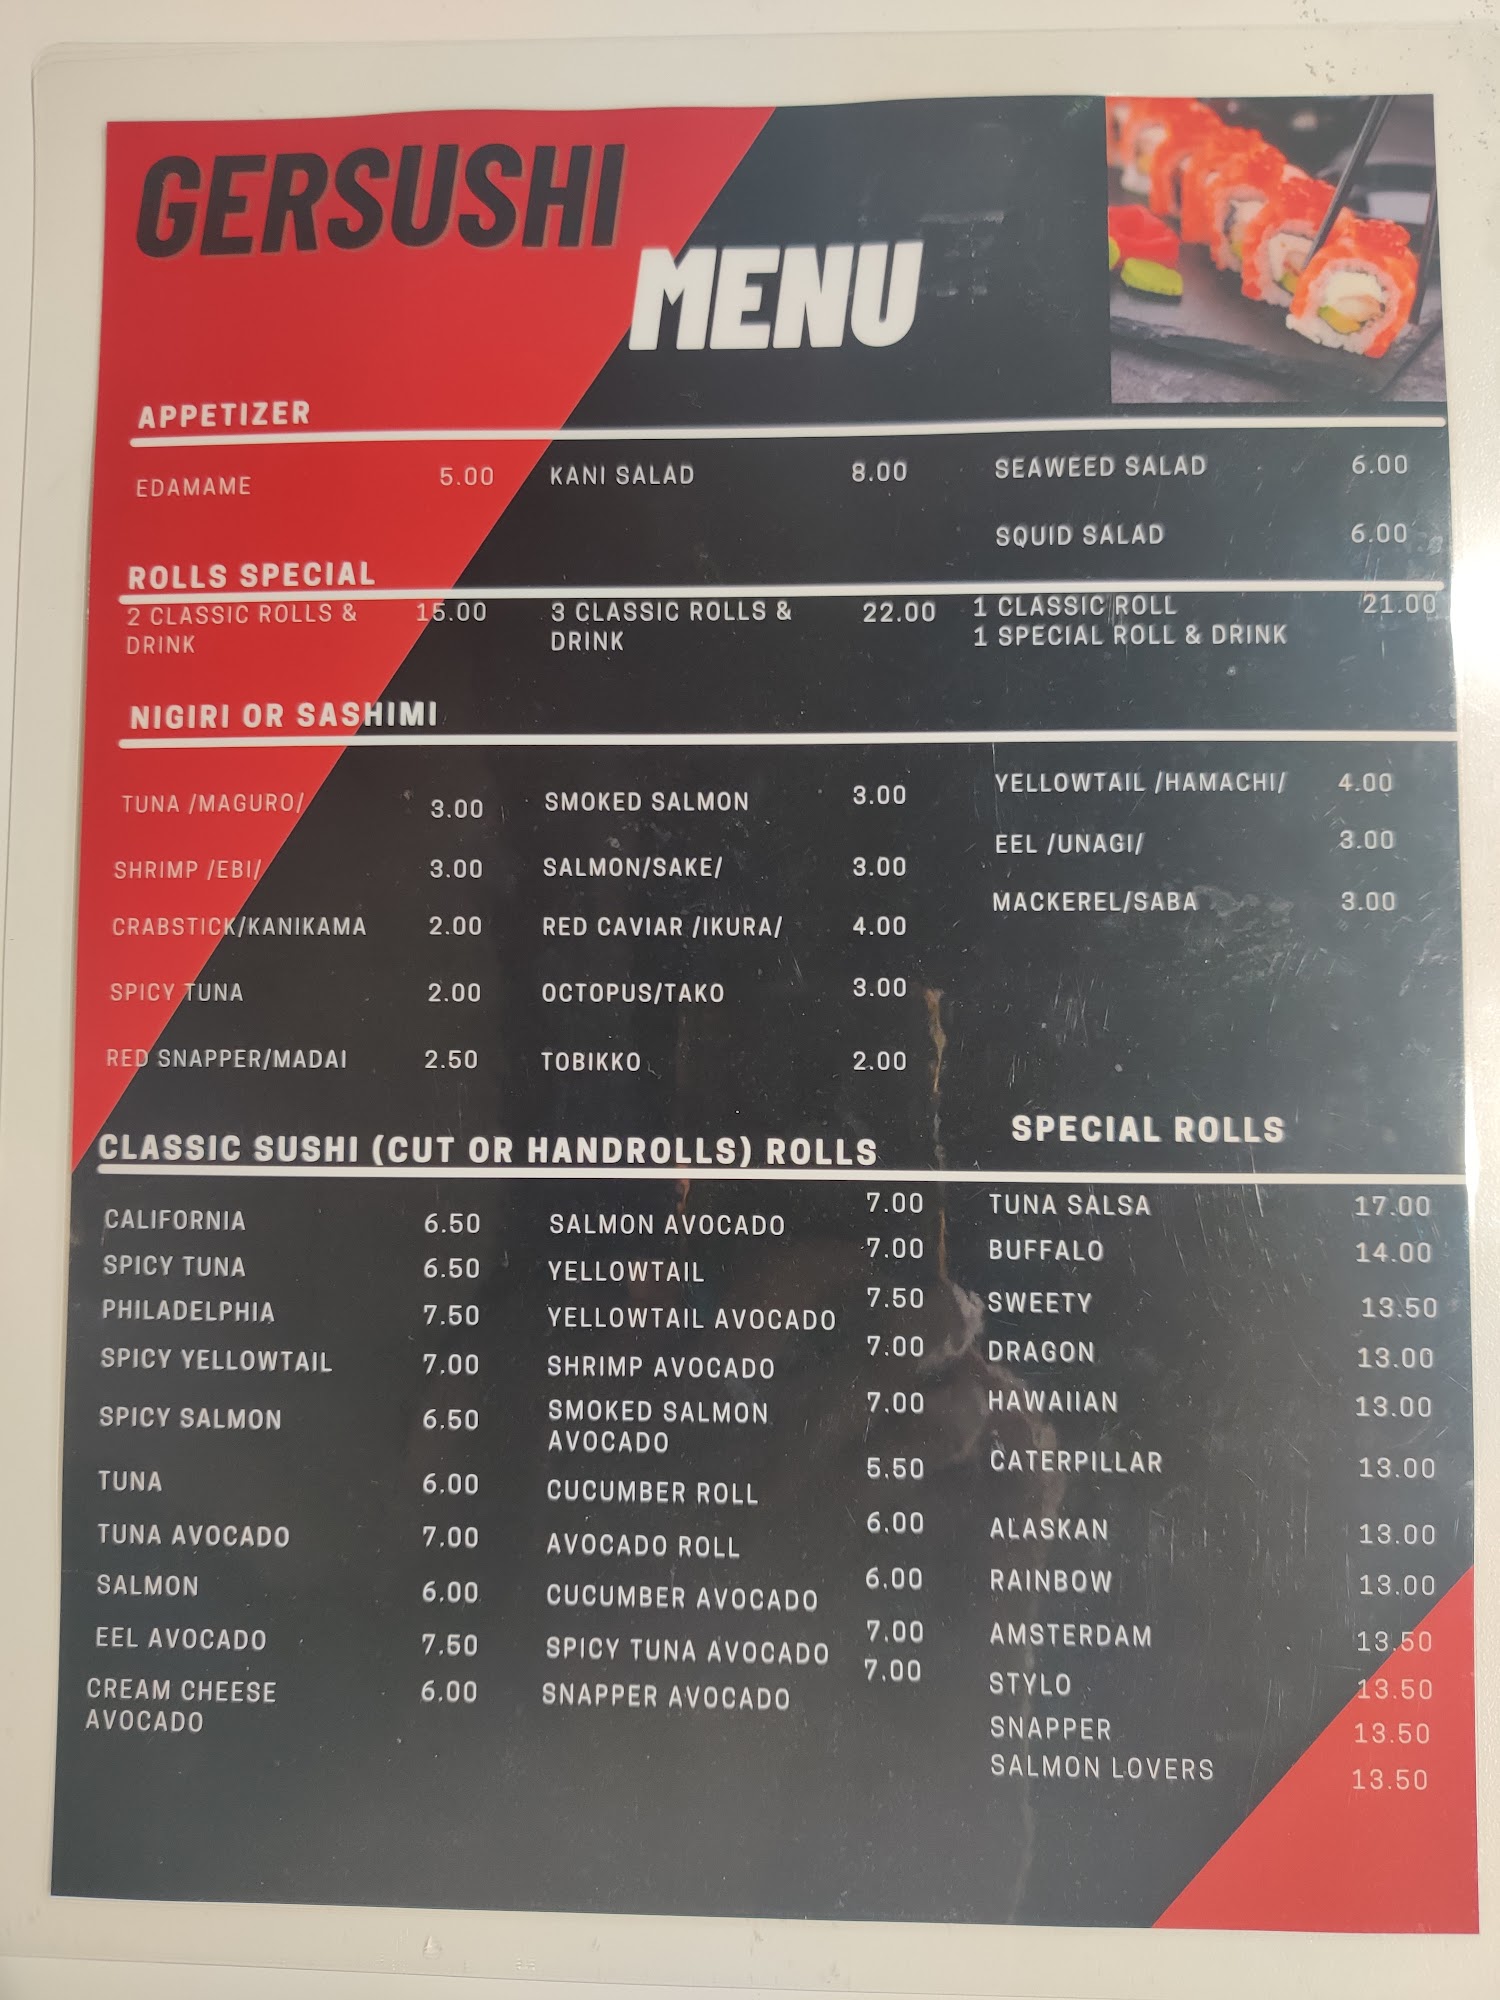 GERSUSHI
MENU
APPETIZER
EDAMAME 5.00 KANI SALAD 8.00 SEAWEED SALAD 6.00
SQUID SALAD 6.00
ROLLS SPECIAL
2 CLASSIC ROLLS & 15.00 3 CLASSIC ROLLS & 22.00 1 CLASSIC ROLL 21.00
DRINK DRINK 1 SPECIAL ROLL & DRINK
NIGIRI OR SASHIMI
TUNA /MAGURO/ 3.00 SMOKED SALMON 3.00 YELLOWTAIL /HAMACHI/ 4.00
SHRIMP /EBI/ 3.00 SALMON/SAKE/ 3.00 EEL /UNAGI/ 3.00
CRABSTICK/KANIKAMA 2.00 RED CAVIAR /IKURA/ 4.00 MACKEREL/SABA 3.00
SPICY TUNA 2.00 OCTOPUS/TAKO 3.00
RED SNAPPER/MADAI 2.50 TOBIKKO 2.00
CLASSIC SUSHI (CUT OR HANDROLLS) ROLLS SPECIAL ROLLS
CALIFORNIA 6.50 SALMON AVOCADO 7.00 TUNA SALSA 17.00
SPICY TUNA 6.50 YELLOWTAIL 7.00 BUFFALO 14.00
PHILADELPHIA 7.50 YELLOWTAIL AVOCADO 7.50 SWEETY 13.50
SPICY YELLOWTAIL 7.00 SHRIMP AVOCADO 7.00 DRAGON 13.00
SPICY SALMON 6.50 SMOKED SALMON 7.00 HAWAIIAN 13.00
AVOCADO
TUNA 6.00 CUCUMBER ROLL 5.50 CATERPILLAR 13.00
TUNA AVOCADO 7.00 AVOCADO ROLL 6.00 ALASKAN 13.00
SALMON 6.00 CUCUMBER AVOCADO 6.00 RAINBOW 13.00
EEL AVOCADO 7.50 SPICY TUNA AVOCADO 7.00 AMSTERDAM 13.50
CREAM CHEESE 6.00 SNAPPER AVOCADO 7.00 STYLO 13.50
AVOCADO SNAPPER 13.50
SALMON LOVERS 13.50